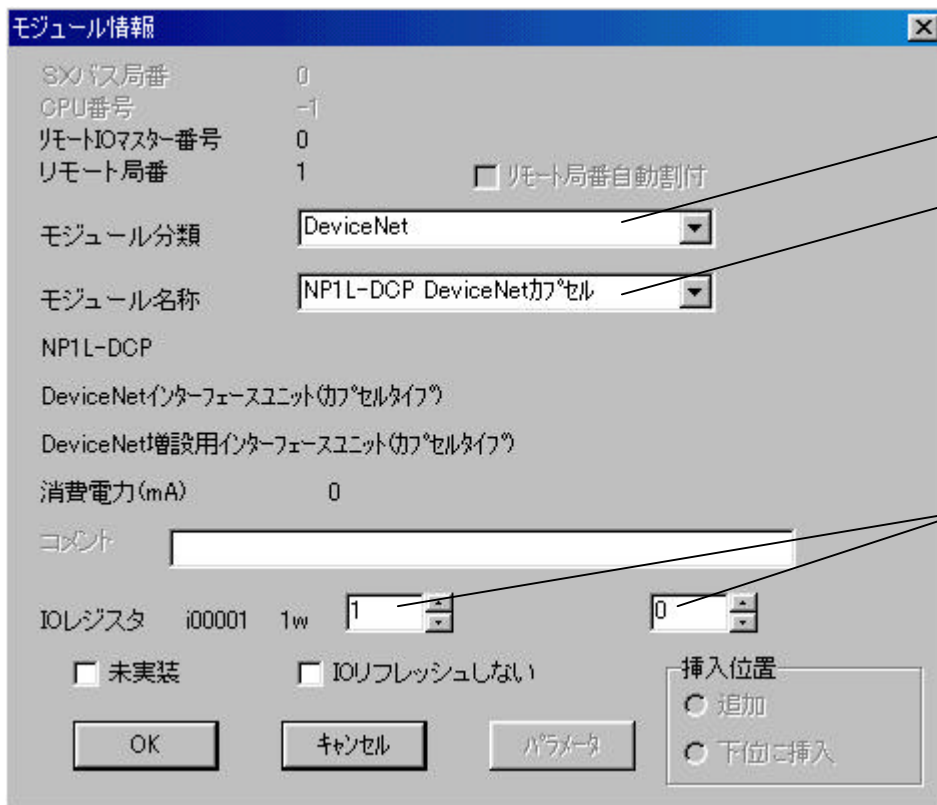 モジュール情報
SXバス局番 0
CPU番号 -1
ﾘﾓｰﾄIOﾏｽﾀｰ番号 0
リモート局番 1 ﾘﾓｰﾄ局番自動割付
モジュール分類 DeviceNet
モジュール名称 NP1L-DCP DeviceNetｶﾌﾟｾﾙ
NP1L-DCP
DeviceNetｲﾝﾀｰﾌｪｰｽﾕﾆｯﾄ(ｶﾌﾟｾﾙﾀｲﾌﾟ)
DeviceNet増設用ｲﾝﾀｰﾌｪｰｽﾕﾆｯﾄ(ｶﾌﾟｾﾙﾀｲﾌﾟ)
消費電力(mA) 0
コメント
IOレジスタ i00001 1w 1 0
未実装 IOリフレッシュしない 挿入位置
追加
下位に挿入
OK ｷｬﾝｾﾙ ﾊﾟﾗﾒｰﾀ